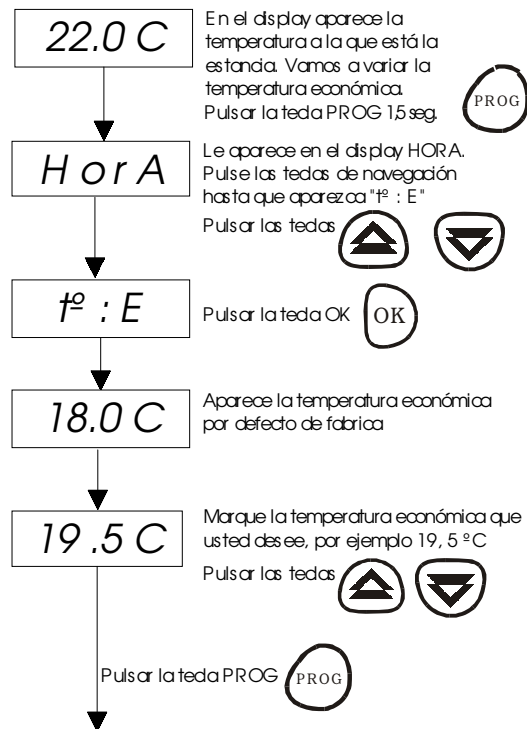 22.0 C
En el display aparece la
temperatura a la que está la
estancia. Vamos a variar la
temperatura económica.
Pulsar la tecla PROG 1,5 seg.
PROG
HorA
Le aparece en el display HORA.
Pulse las teclas de navegación
hasta que aparezca "tº : E"
Pulsar las teclas
tº : E
Pulsar la tecla OK
OK
18.0 C
Aparece la temperatura económica
por defecto de fabrica
19.5 C
Marque la temperatura económica que
usted desee, por ejemplo 19, 5 ºC
Pulsar las teclas
Pulsar la tecla PROG
PROG